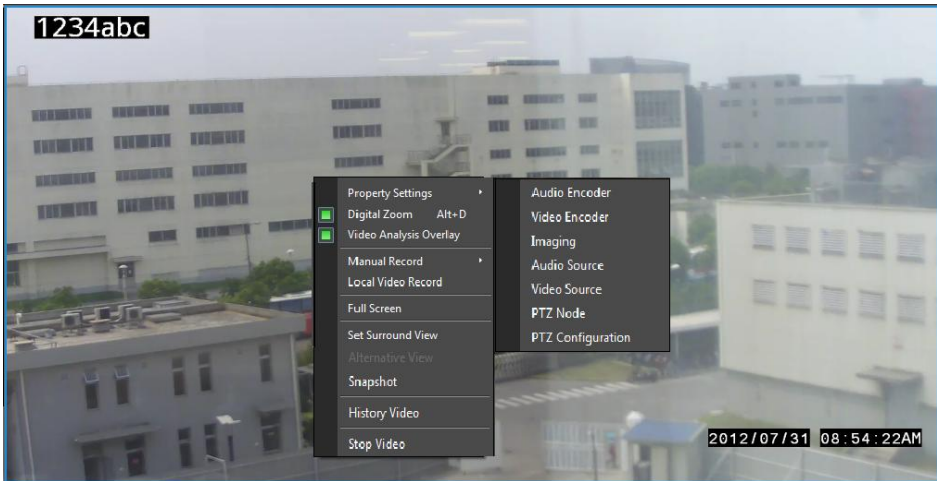 1234abc
Property Settings
Digital Zoom Alt+D
Video Analysis Overlay
Manual Record
Local Video Record
Full Screen
Set Surround View
Alternative View
Snapshot
History Video
Stop Video
Audio Encoder
Video Encoder
Imaging
Audio Source
Video Source
PTZ Node
PTZ Configuration
2012/07/31 08:54:22AM